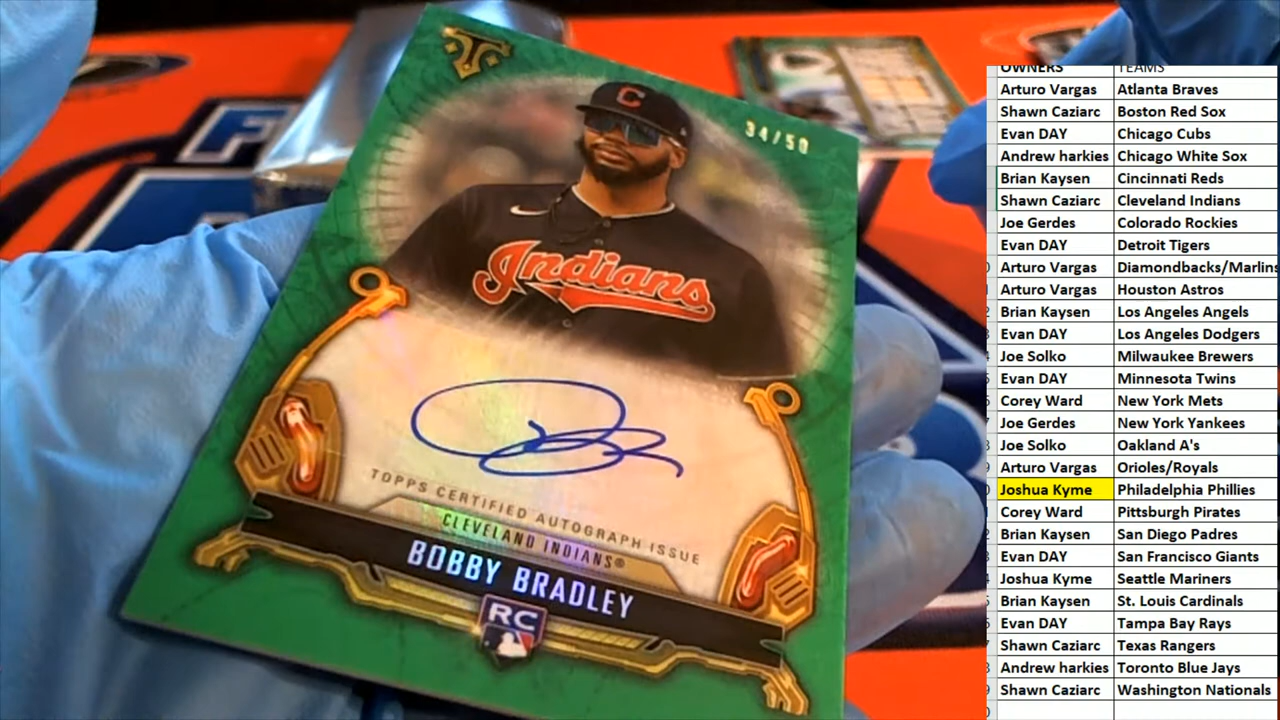 34/50
C
Indians
TOPPS CERTIFIED AUTOGRAPH ISSUE
CLEVELAND INDIANS®
BOBBY BRADLEY
RC
OWNERS TEAMS
Arturo Vargas Atlanta Braves
Shawn Caziarc Boston Red Sox
Evan DAY Chicago Cubs
Andrew harkies Chicago White Sox
Brian Kaysen Cincinnati Reds
Shawn Caziarc Cleveland Indians
Joe Gerdes Colorado Rockies
Evan DAY Detroit Tigers
Arturo Vargas Diamondbacks/Marlins
Arturo Vargas Houston Astros
Brian Kaysen Los Angeles Angels
Evan DAY Los Angeles Dodgers
Joe Solko Milwaukee Brewers
Evan DAY Minnesota Twins
Corey Ward New York Mets
Joe Gerdes New York Yankees
Joe Solko Oakland A's
Arturo Vargas Orioles/Royals
Joshua Kyme Philadelphia Phillies
Corey Ward Pittsburgh Pirates
Brian Kaysen San Diego Padres
Evan DAY San Francisco Giants
Joshua Kyme Seattle Mariners
Brian Kaysen St. Louis Cardinals
Evan DAY Tampa Bay Rays
Shawn Caziarc Texas Rangers
Andrew harkies Toronto Blue Jays
Shawn Caziarc Washington Nationals